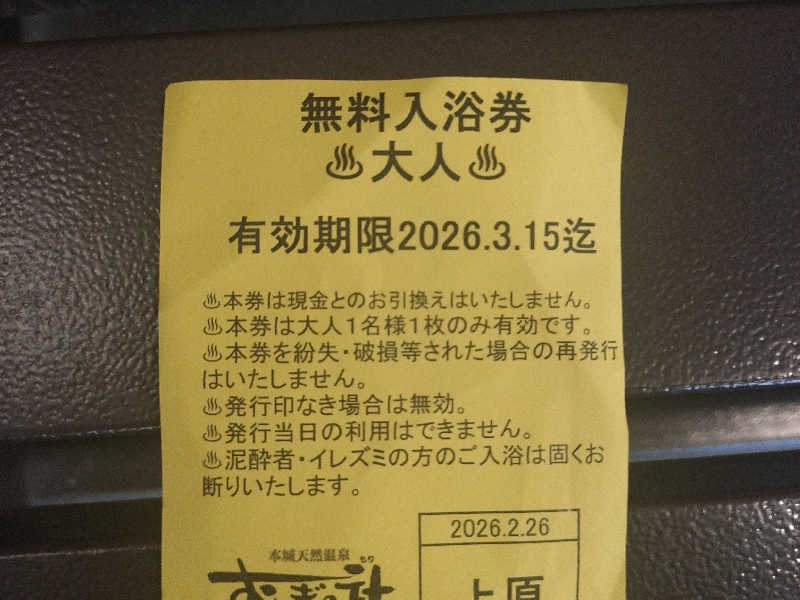 無料入浴券
♨大人♨
有効期限2026.3.15迄
♨本券は現金とのお引換えはいたしません。
♨本券は大人1名様1枚のみ有効です。
♨本券を紛失・破損等された場合の再発行
はいたしません。
♨発行印なき場合は無効。
♨発行当日の利用はできません。
♨泥酔者・イレズミの方のご入浴は固くお
断りいたします。
2026.2.26
本城天然温泉
上原